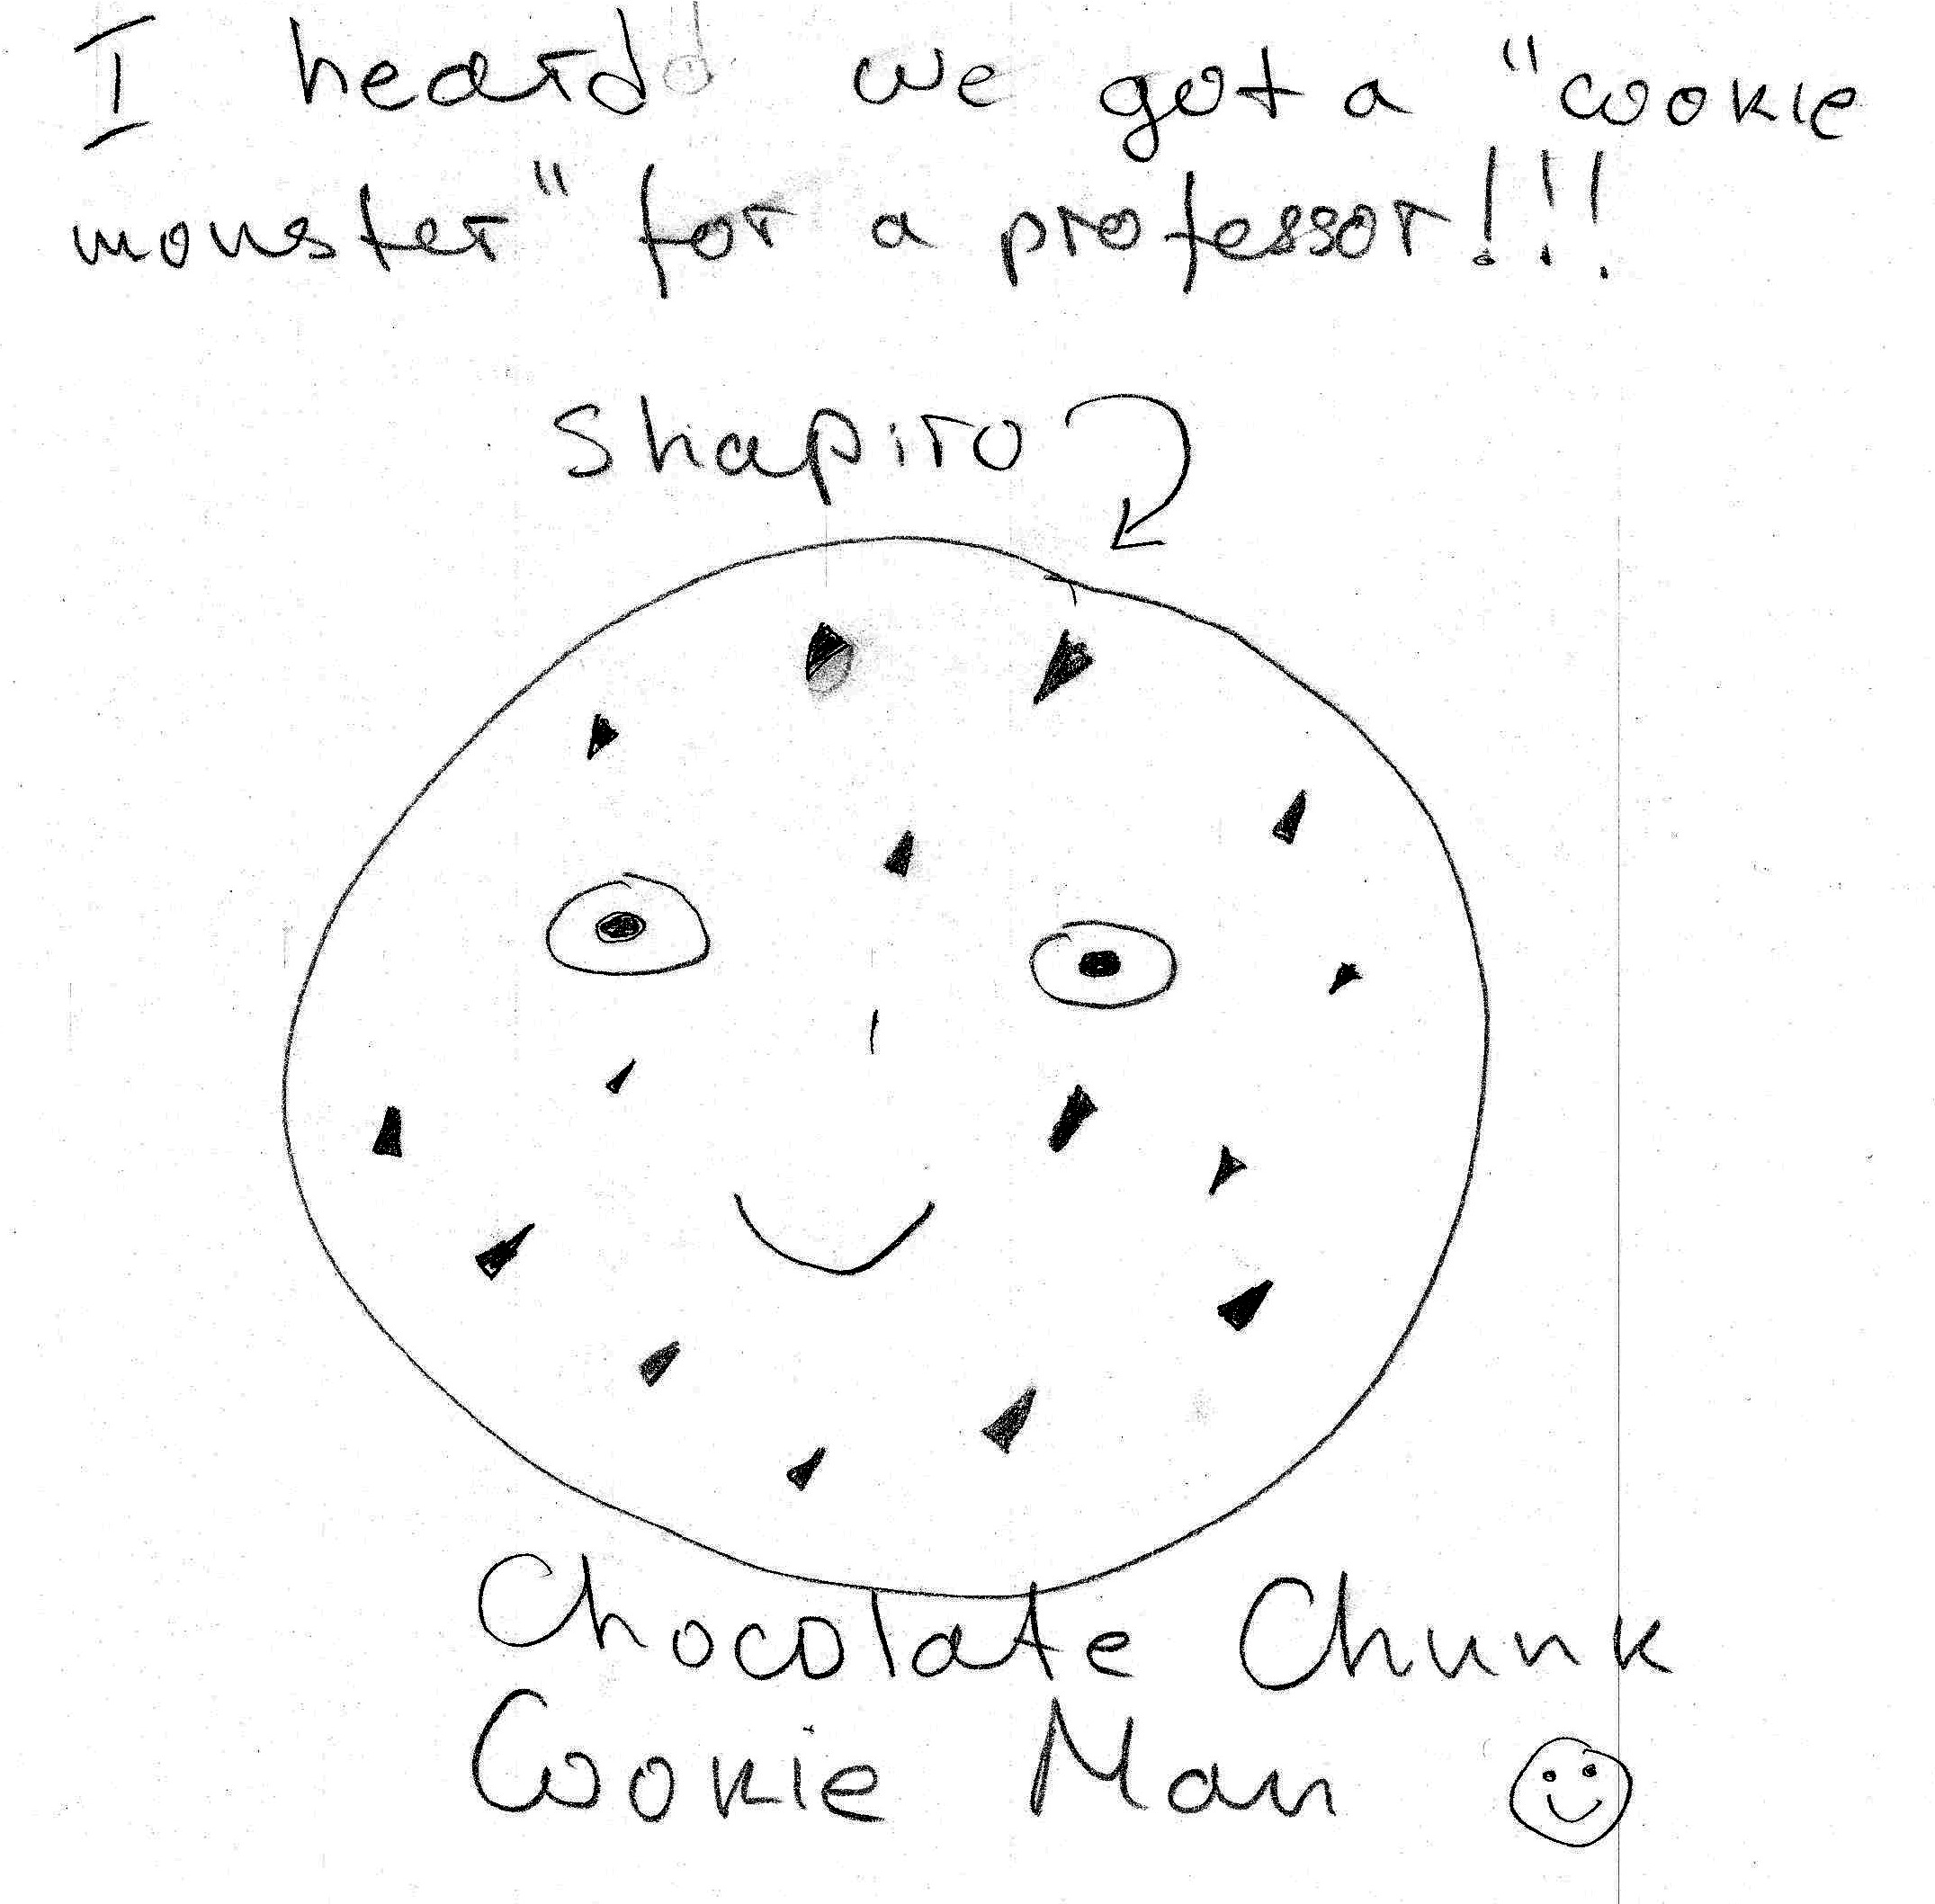 I heard we got a "cookie
monster" for a professor!!!
Shapiro
Chocolate Chunk
Cookie Man